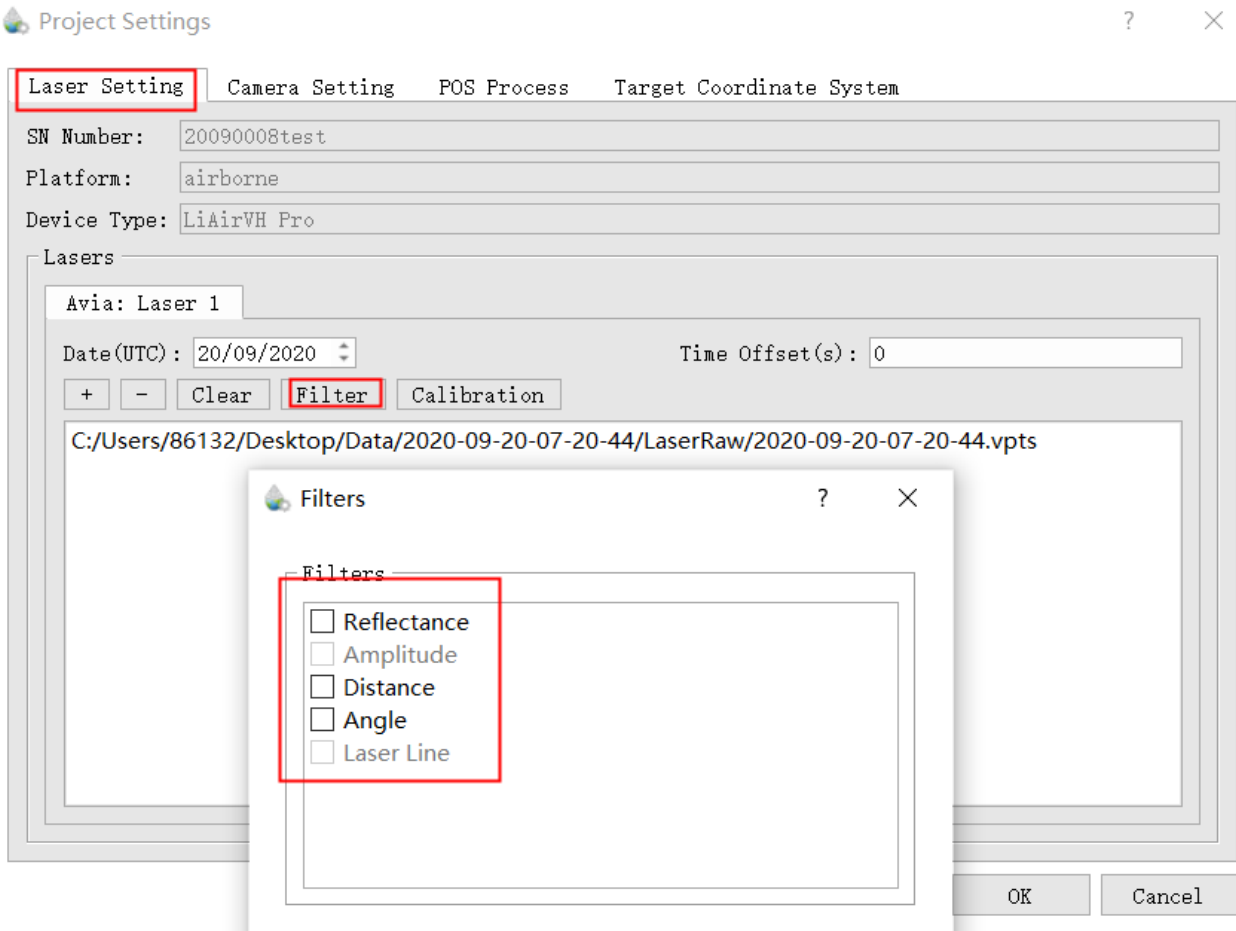 Project Settings
Laser Setting Camera Setting POS Process Target Coordinate System
SN Number: 20090008test
Platform: airborne
Device Type: LiAirVH Pro
Lasers
Avia: Laser 1
Date(UTC): 20/09/2020 Time Offset(s): 0
+ - Clear Filter Calibration
C:/Users/86132/Desktop/Data/2020-09-20-07-20-44/LaserRaw/2020-09-20-07-20-44.vpts
Filters
Filters
Reflectance
Amplitude
Distance
Angle
Laser Line
OK Cancel